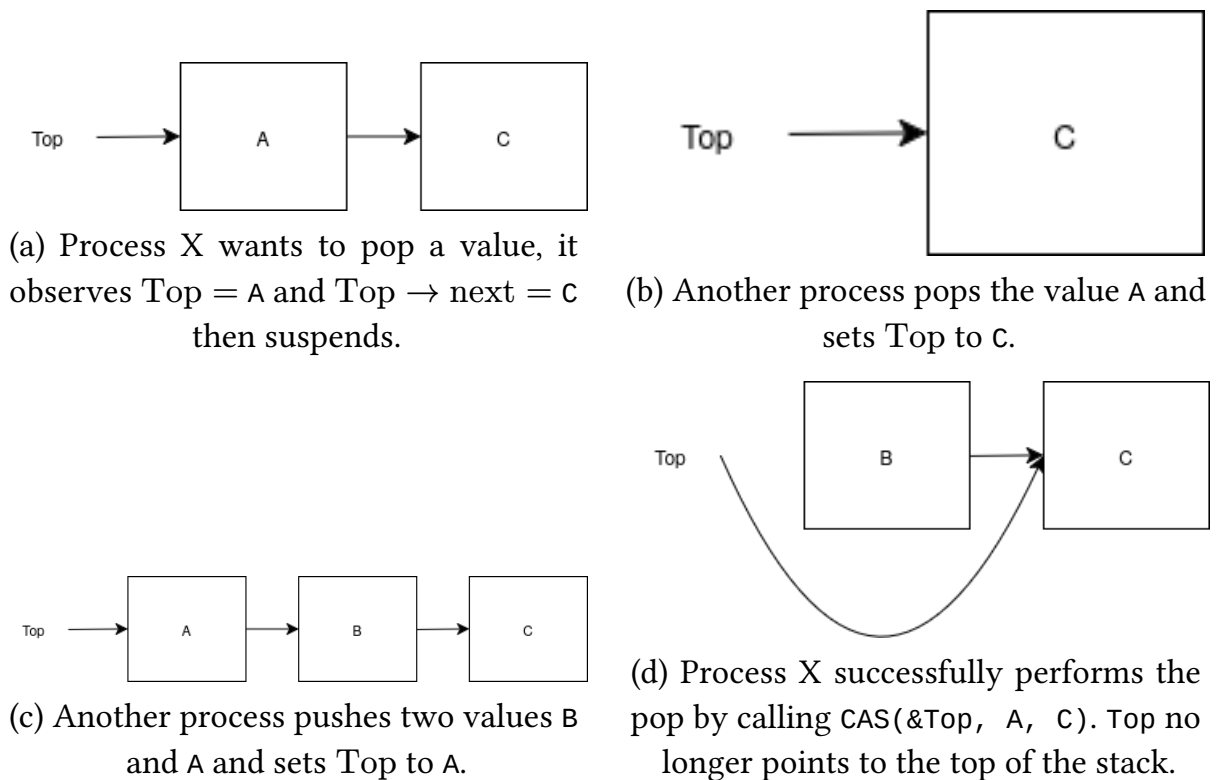 Top A C
(a) Process X wants to pop a value, it
observes Top = A and Top → next = C
then suspends.
Top C
(b) Another process pops the value A and
sets Top to C.
Top A B C
(c) Another process pushes two values B
and A and sets Top to A.
Top B C
(d) Process X successfully performs the
pop by calling CAS(&Top, A, C). Top no
longer points to the top of the stack.